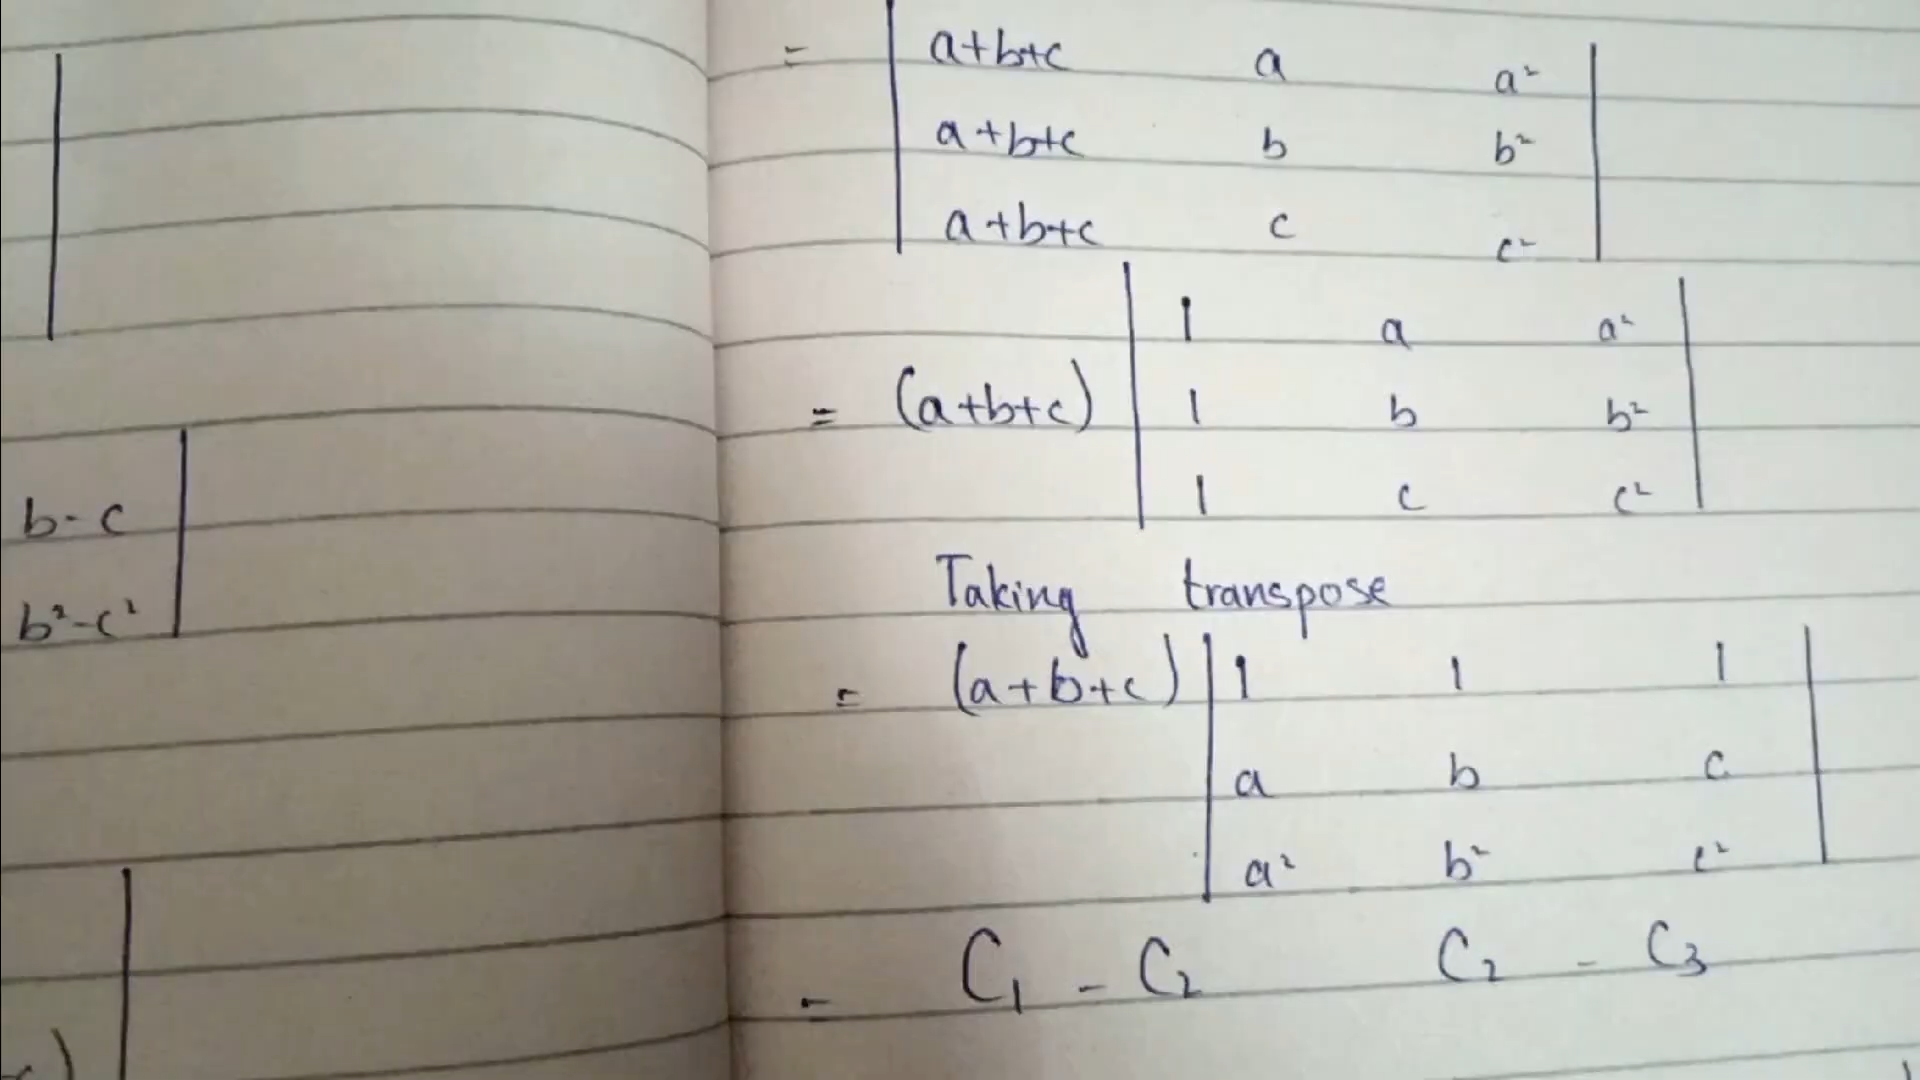 b - c
b² - c²
= | a+b+c a a² |
| a+b+c b b² |
| a+b+c c c² |
= (a+b+c) | 1 a a² |
| 1 b b² |
| 1 c c² |
Taking transpose
= (a+b+c) | 1 1 1 |
| a b c |
| a² b² c² |
= C₁ - C₂ C₂ - C₃